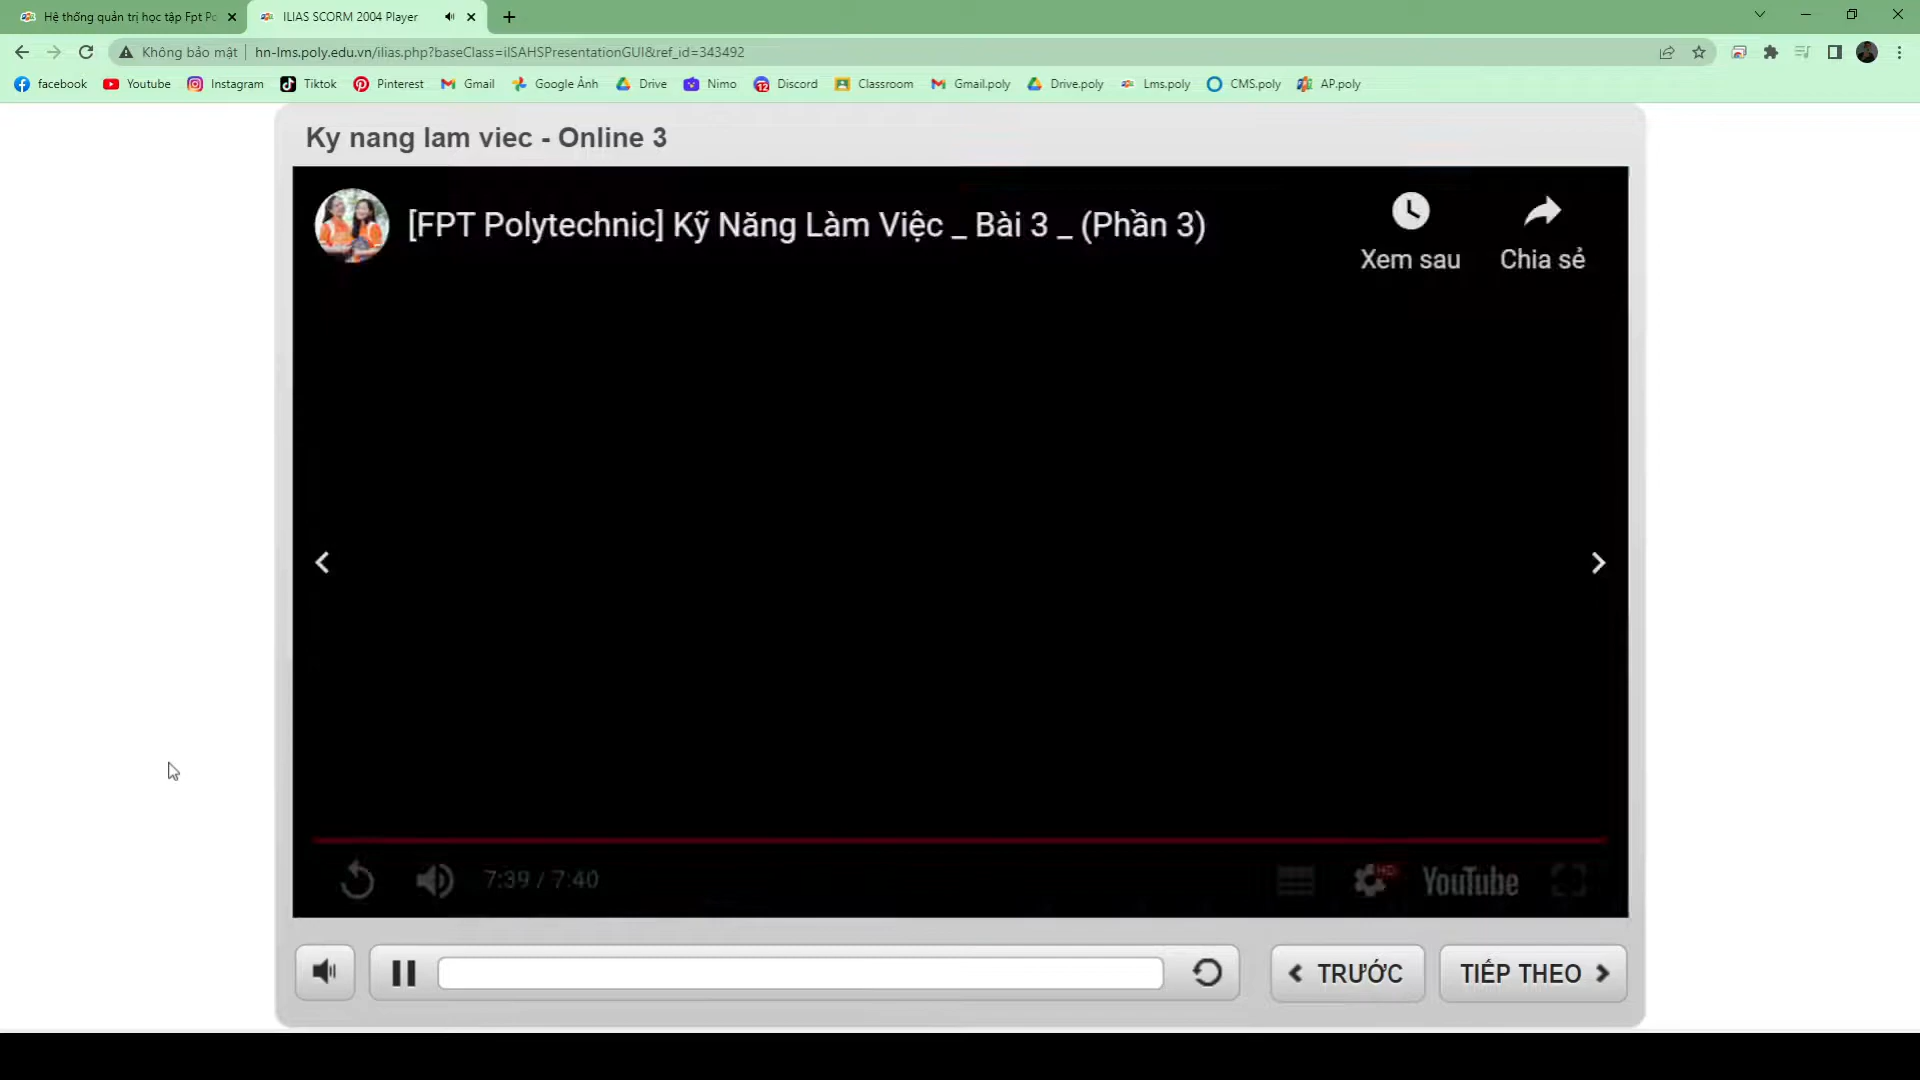 Hệ thống quản trị học tập Fpt Po
ILIAS SCORM 2004 Player
Không bảo mật
hn-lms.poly.edu.vn/ilias.php?baseClass=ilSAHSPresentationGUI&ref_id=343492
facebook
Youtube
Instagram
Tiktok
Pinterest
Gmail
Google Ảnh
Drive
Nimo
12
Discord
Classroom
Gmail.poly
Drive.poly
Lms.poly
CMS.poly
AP.poly
Ky nang lam viec - Online 3
[FPT Polytechnic] Kỹ Năng Làm Việc _ Bài 3 _ (Phần 3)
Xem sau
Chia sẻ
7:39 / 7:40
HD
YouTube
TRƯỚC
TIẾP THEO